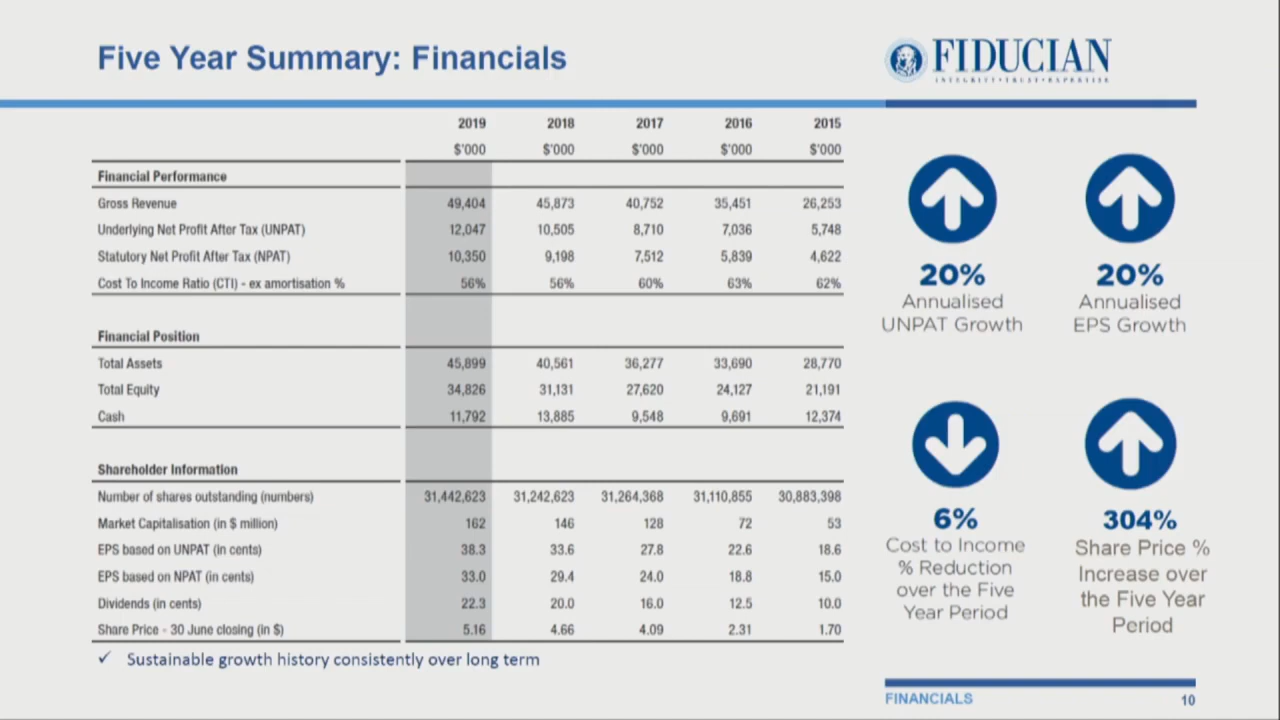 Five Year Summary: Financials
FIDUCIAN
INTEGRITY • TRUST • EXPERTISE
2019 2018 2017 2016 2015
$'000 $'000 $'000 $'000 $'000
Financial Performance
Gross Revenue 49,404 45,873 40,752 35,451 26,253
Underlying Net Profit After Tax (UNPAT) 12,047 10,505 8,710 7,036 5,748
Statutory Net Profit After Tax (NPAT) 10,350 9,198 7,512 5,839 4,622
Cost To Income Ratio (CTI) - ex amortisation % 56% 56% 60% 63% 62%
Financial Position
Total Assets 45,899 40,561 36,277 33,690 28,770
Total Equity 34,826 31,131 27,620 24,127 21,191
Cash 11,792 13,885 9,548 9,691 12,374
Shareholder Information
Number of shares outstanding (numbers) 31,442,623 31,242,623 31,264,368 31,110,855 30,883,398
Market Capitalisation (in $ million) 162 146 128 72 53
EPS based on UNPAT (in cents) 38.3 33.6 27.8 22.6 18.6
EPS based on NPAT (in cents) 33.0 29.4 24.0 18.8 15.0
Dividends (in cents) 22.3 20.0 16.0 12.5 10.0
Share Price - 30 June closing (in $) 5.16 4.66 4.09 2.31 1.70
✓ Sustainable growth history consistently over long term
20%
Annualised
UNPAT Growth
20%
Annualised
EPS Growth
6%
Cost to Income
% Reduction
over the Five
Year Period
304%
Share Price %
Increase over
the Five Year
Period
FINANCIALS 10